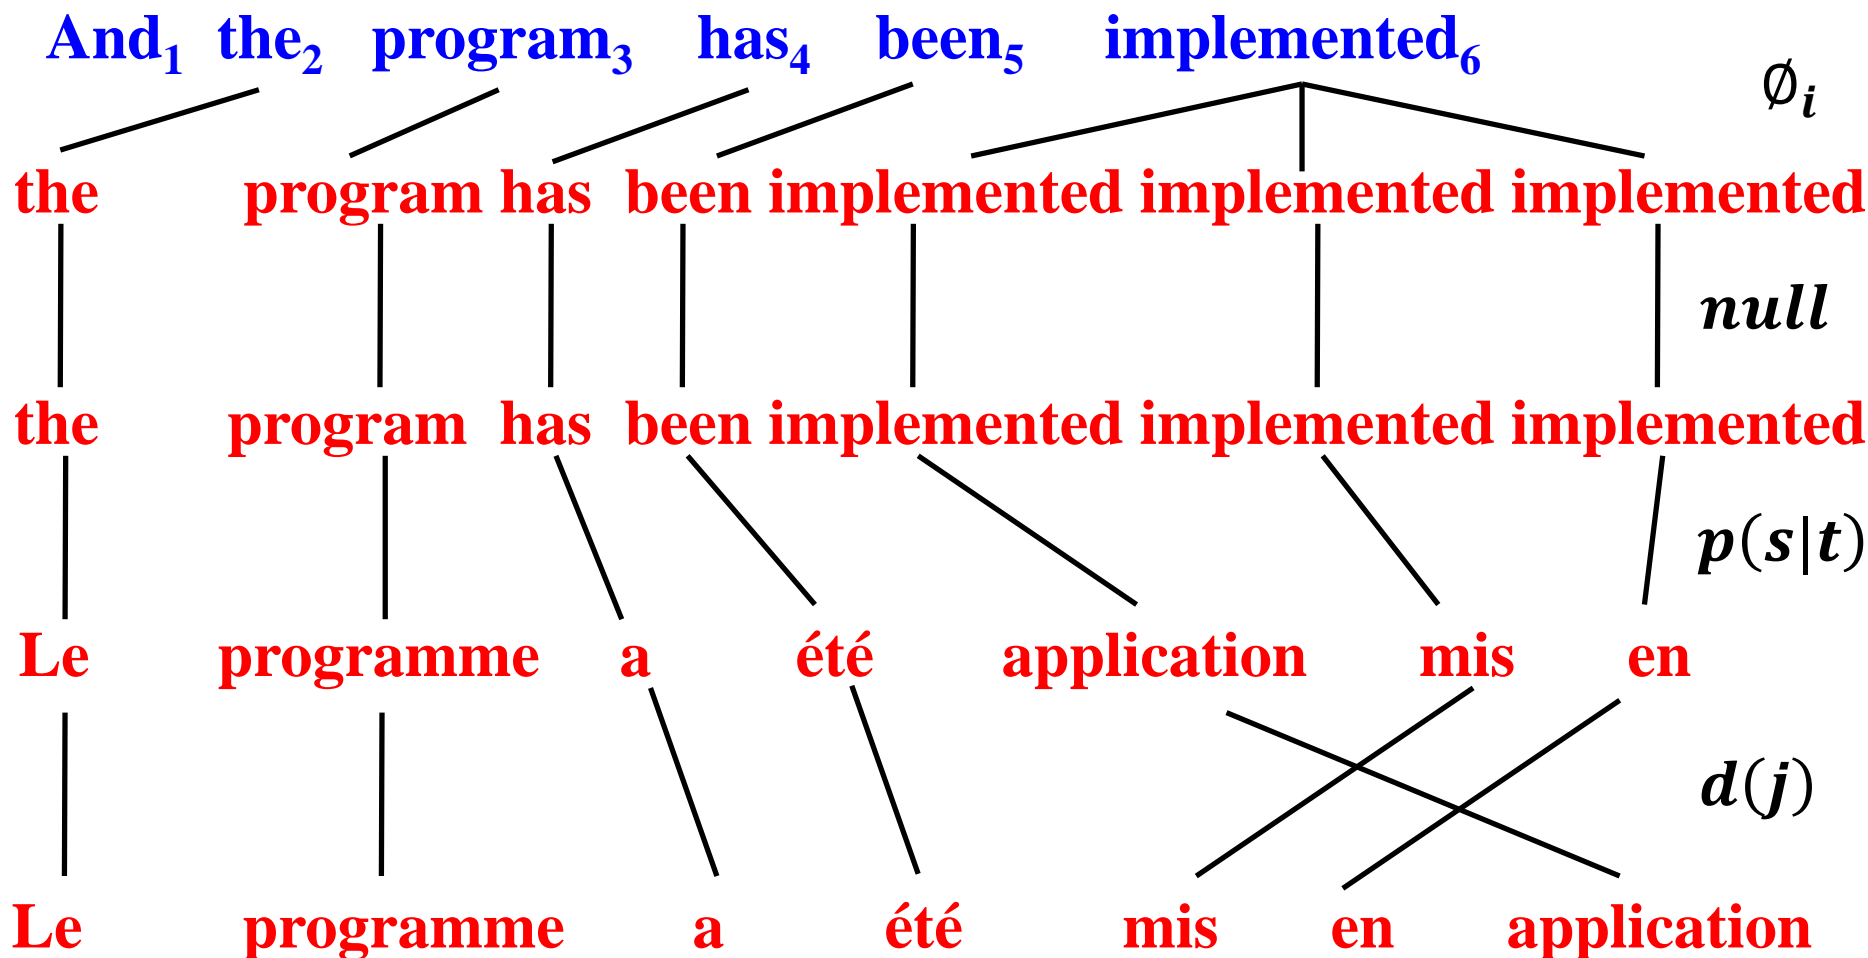 And₁ the₂ program₃ has₄ been₅ implemented₆
∅ᵢ
the program has been implemented implemented implemented
null
the program has been implemented implemented implemented
p(s|t)
Le programme a été application mis en
d(j)
Le programme a été mis en application